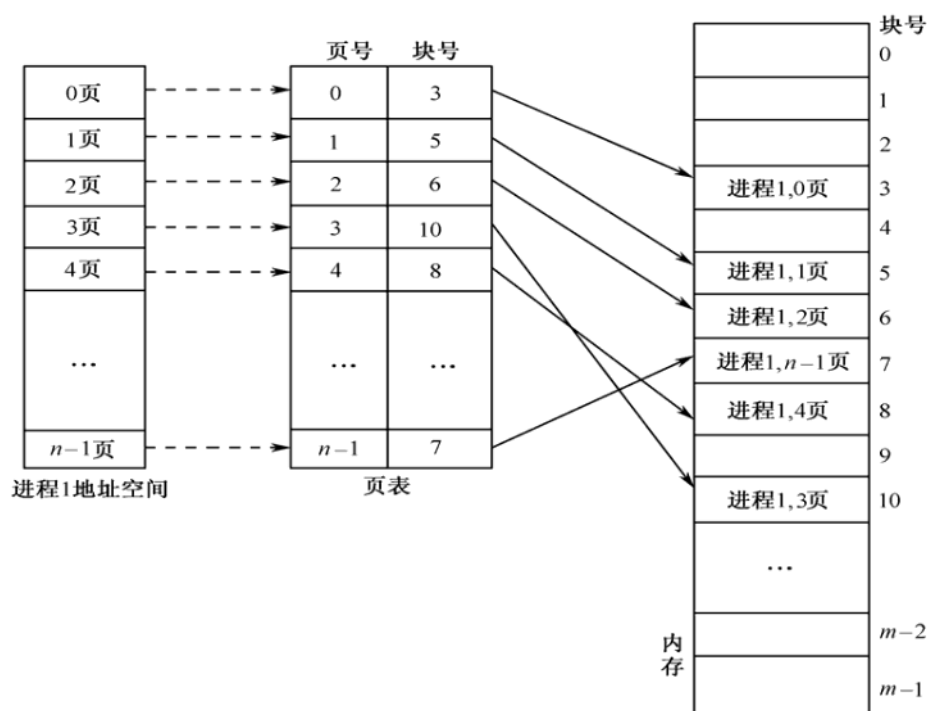 页号 块号
0页
1页
2页
3页
4页
…
n−1页
进程1地址空间
0 3
1 5
2 6
3 10
4 8
… …
n−1 7
页表
块号
0
1
2
进程1,0页 3
4
进程1,1页 5
进程1,2页 6
进程1,n−1页 7
进程1,4页 8
9
进程1,3页 10
…
m−2
m−1
内存